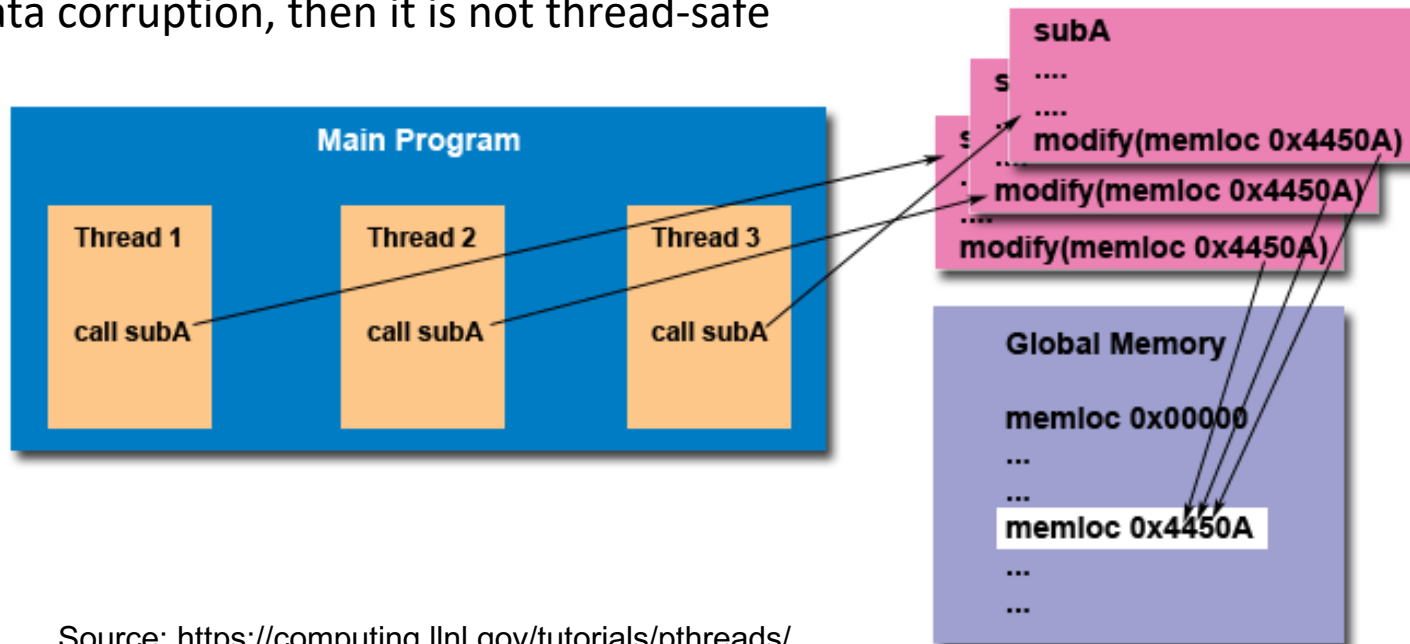 ata corruption, then it is not thread-safe
Main Program
Thread 1
call subA
Thread 2
call subA
Thread 3
call subA
subA
....
....
modify(memloc 0x4450A)
s
....
modify(memloc 0x4450A)
s
....
modify(memloc 0x4450A)
Global Memory
memloc 0x00000
...
...
memloc 0x4450A
...
...
Source: https://computing.llnl.gov/tutorials/pthreads/